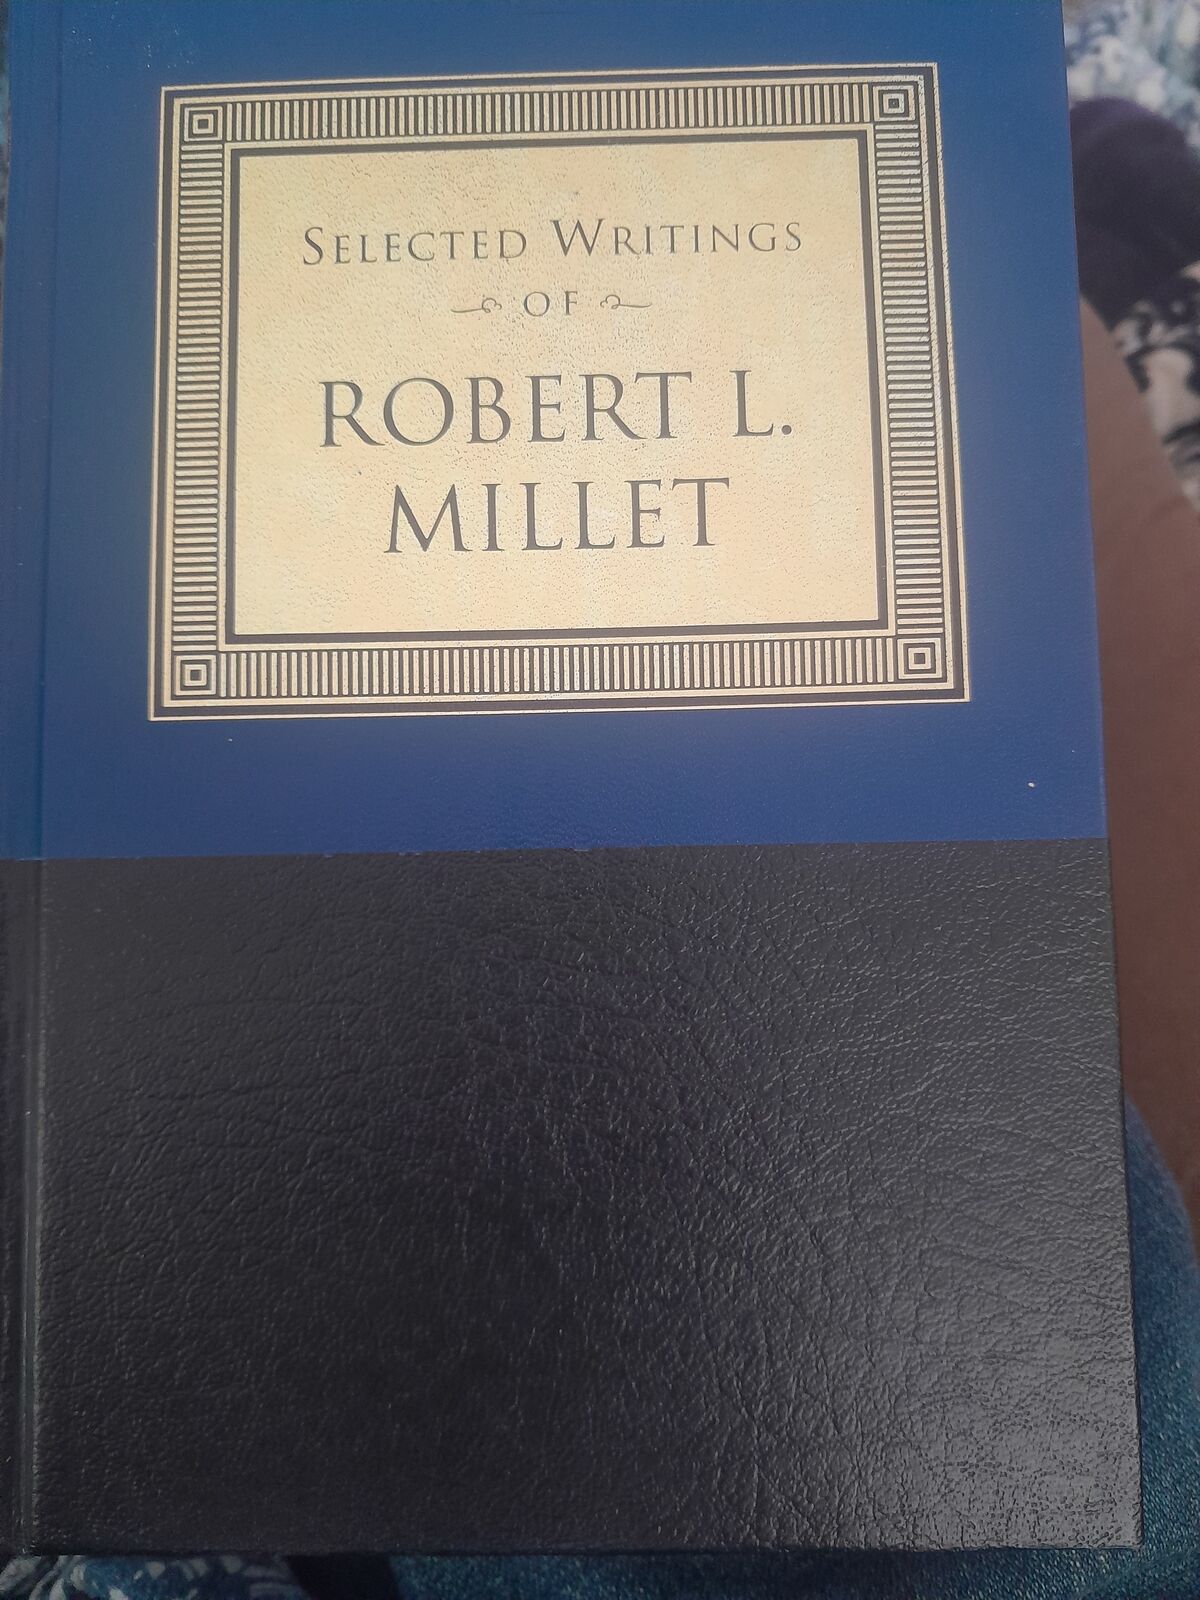 SELECTED WRITINGS
OF
ROBERT L.
MILLET